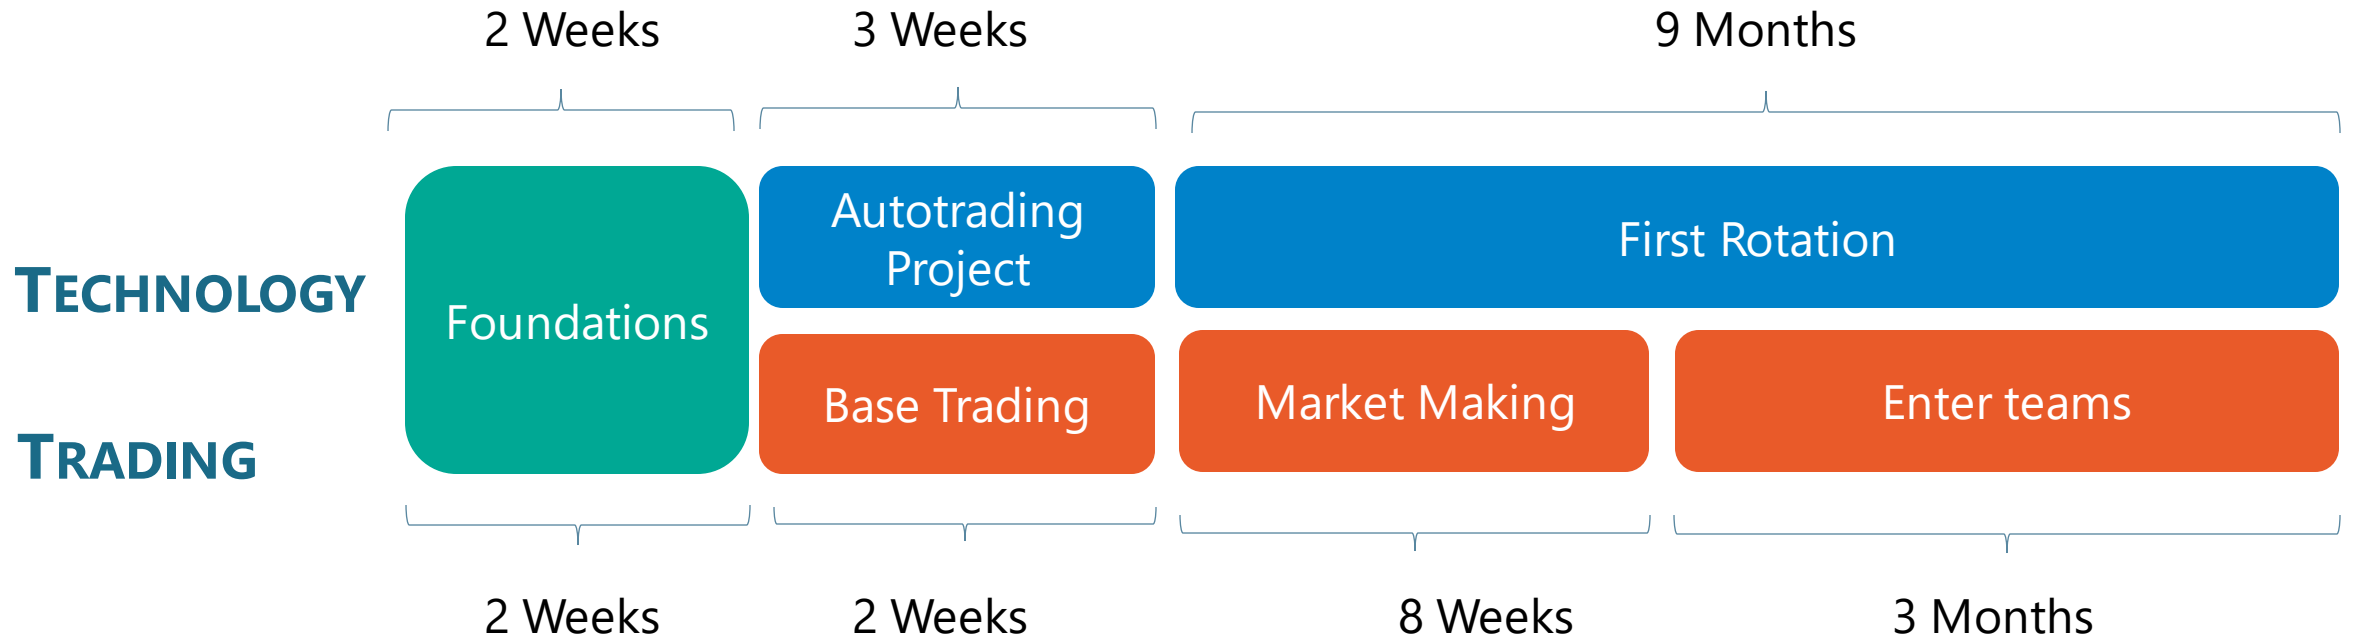 2 Weeks
3 Weeks
9 Months
TECHNOLOGY
TRADING
Foundations
Autotrading
Project
First Rotation
Base Trading
Market Making
Enter teams
2 Weeks
2 Weeks
8 Weeks
3 Months